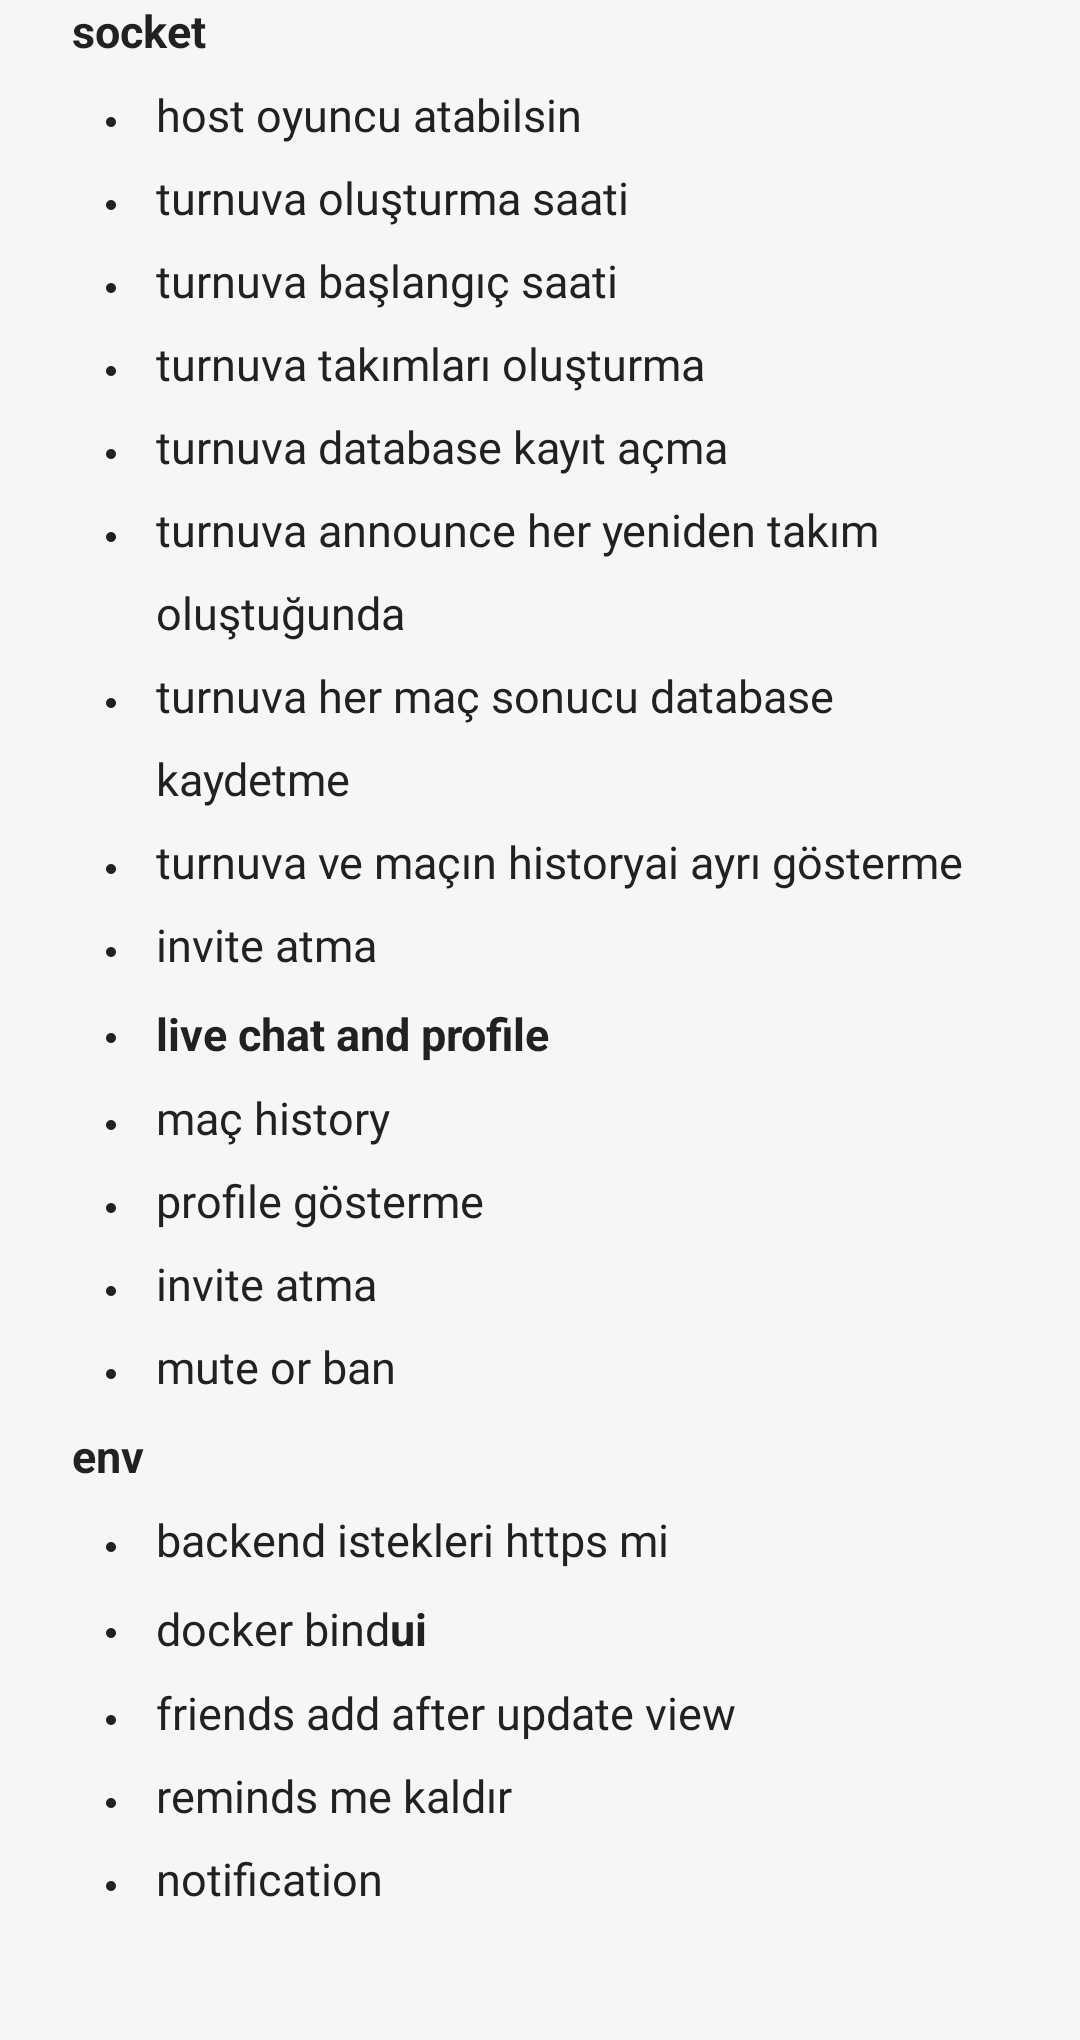 socket
• host oyuncu atabilsin
• turnuva oluşturma saati
• turnuva başlangıç saati
• turnuva takımları oluşturma
• turnuva database kayıt açma
• turnuva announce her yeniden takım
oluştuğunda
• turnuva her maç sonucu database
kaydetme
• turnuva ve maçın historyai ayrı gösterme
• invite atma
• live chat and profile
• maç history
• profile gösterme
• invite atma
• mute or ban
env
• backend istekleri https mi
• docker bindui
• friends add after update view
• reminds me kaldır
• notification